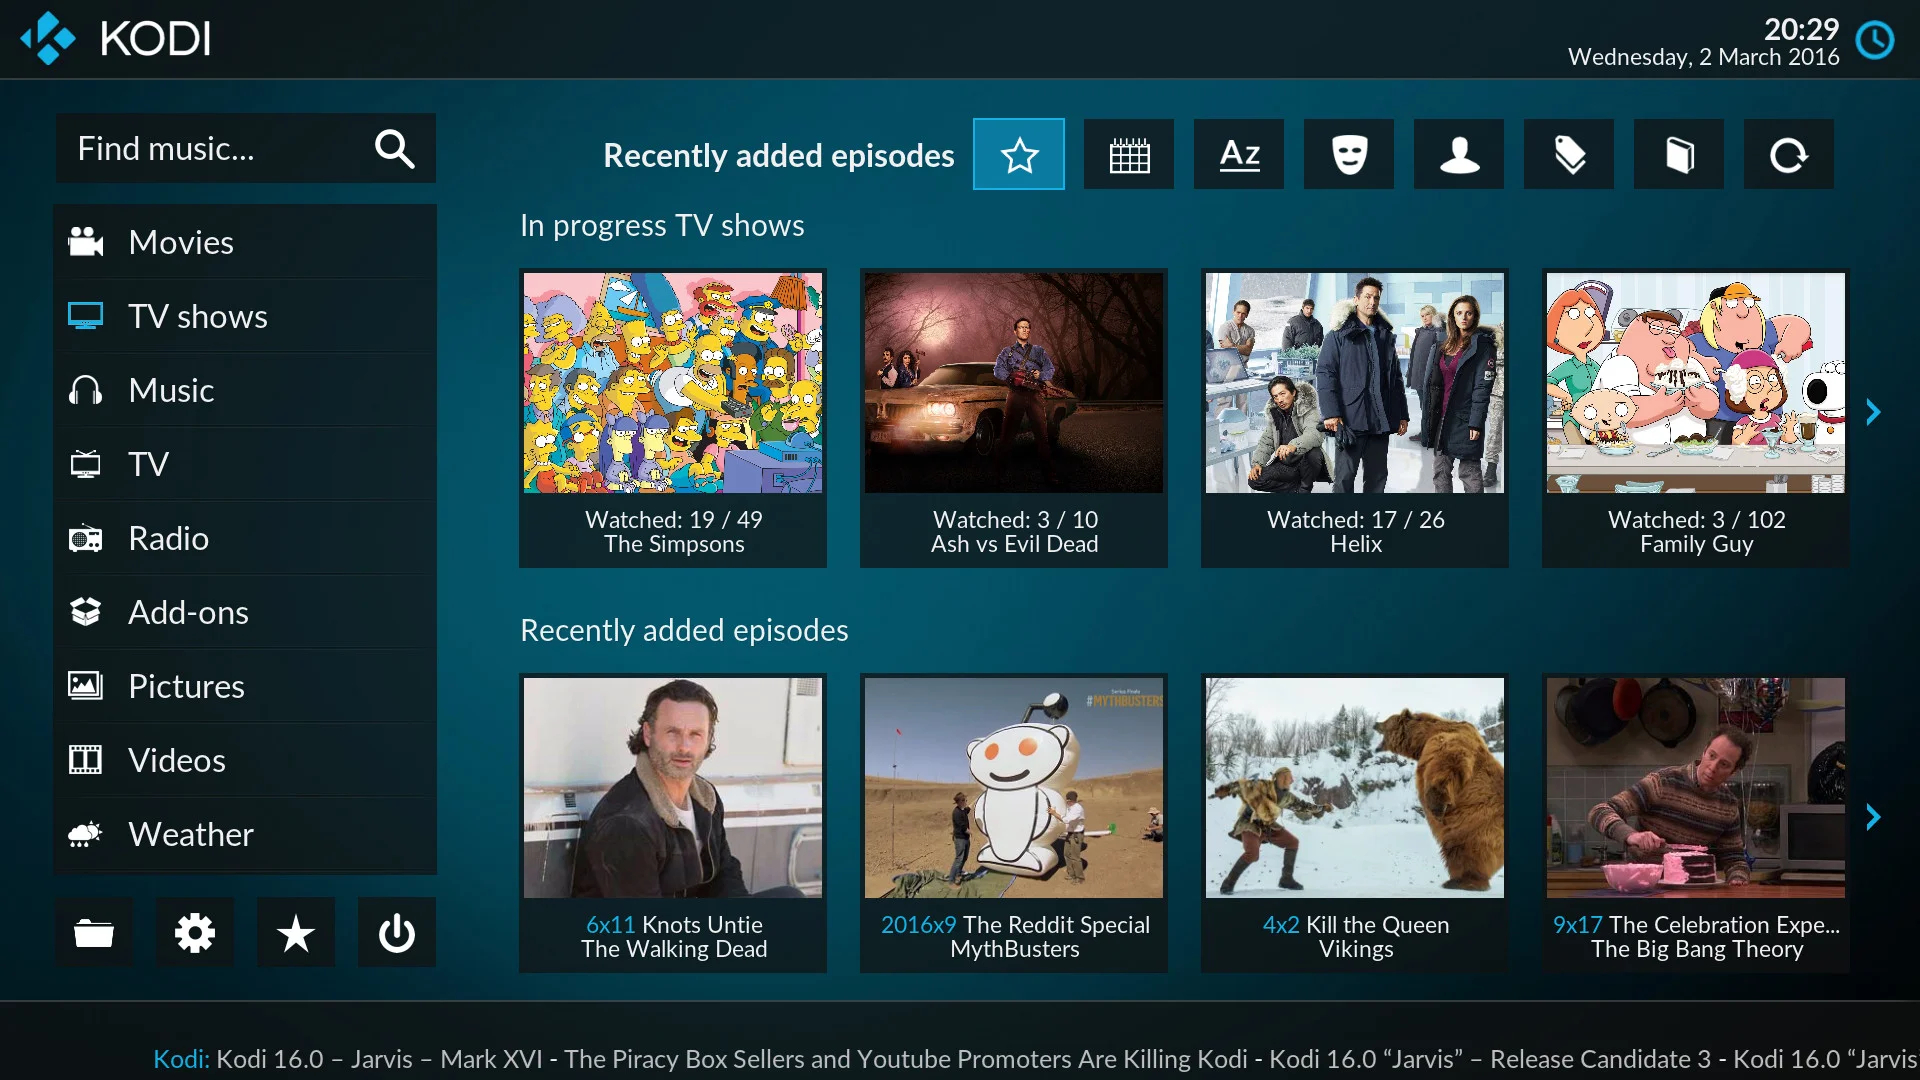 KODI
20:29
Wednesday, 2 March 2016
Find music...
Recently added episodes
Az
Movies
TV shows
Music
TV
Radio
Add-ons
Pictures
Videos
Weather
In progress TV shows
Watched: 19 / 49
The Simpsons
Watched: 3 / 10
Ash vs Evil Dead
Watched: 17 / 26
Helix
Watched: 3 / 102
Family Guy
Recently added episodes
#MYTHBUSTERS
6x11 Knots Untie
The Walking Dead
2016x9 The Reddit Special
MythBusters
4x2 Kill the Queen
Vikings
9x17 The Celebration Expe...
The Big Bang Theory
Kodi: Kodi 16.0 – Jarvis – Mark XVI - The Piracy Box Sellers and Youtube Promoters Are Killing Kodi - Kodi 16.0 “Jarvis” – Release Candidate 3 - Kodi 16.0 “Jarvis